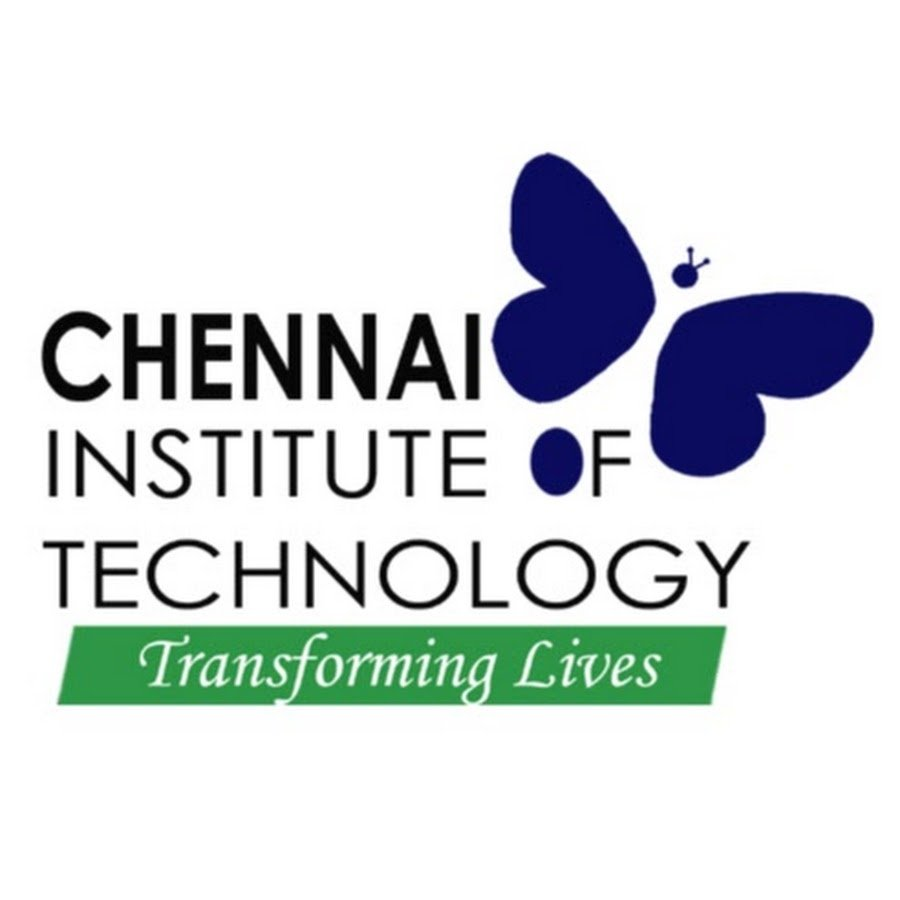 CHENNAI
INSTITUTE OF
TECHNOLOGY
Transforming Lives